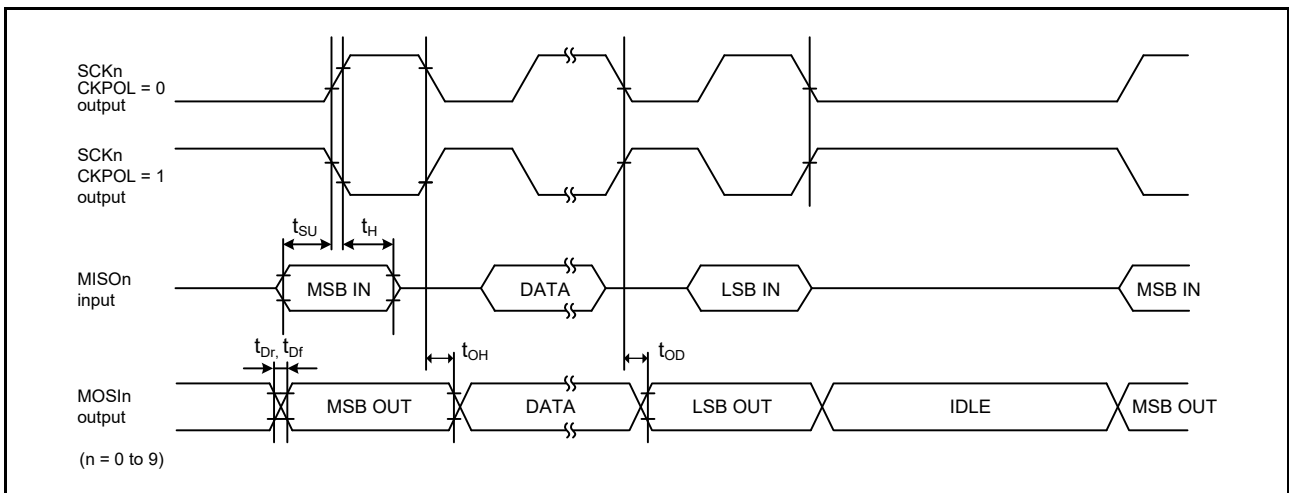 SCKn
CKPOL = 0
output
SCKn
CKPOL = 1
output
tSU
tH
MISOn
input
MSB IN
DATA
LSB IN
MSB IN
tDr, tDf
tOH
tOD
MOSIn
output
MSB OUT
DATA
LSB OUT
IDLE
MSB OUT
(n = 0 to 9)